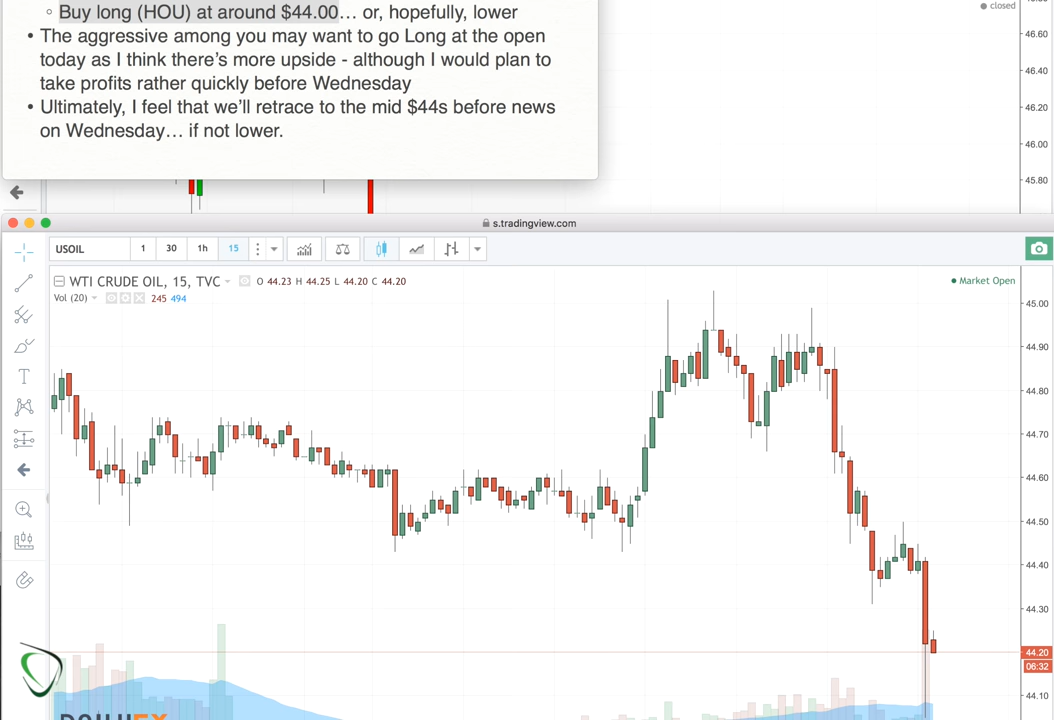 ◦ Buy long (HOU) at around $44.00… or, hopefully, lower
• The aggressive among you may want to go Long at the open
today as I think there's more upside - although I would plan to
take profits rather quickly before Wednesday
• Ultimately, I feel that we'll retrace to the mid $44s before news
on Wednesday… if not lower.
closed
46.60
46.40
46.20
46.00
45.80
s.tradingview.com
USOIL 1 30 1h 15
WTI CRUDE OIL, 15, TVC O 44.23 H 44.25 L 44.20 C 44.20
Market Open
Vol (20) 245 494
45.00
44.90
44.80
44.70
44.60
44.50
44.40
44.30
44.20
06:32
44.10